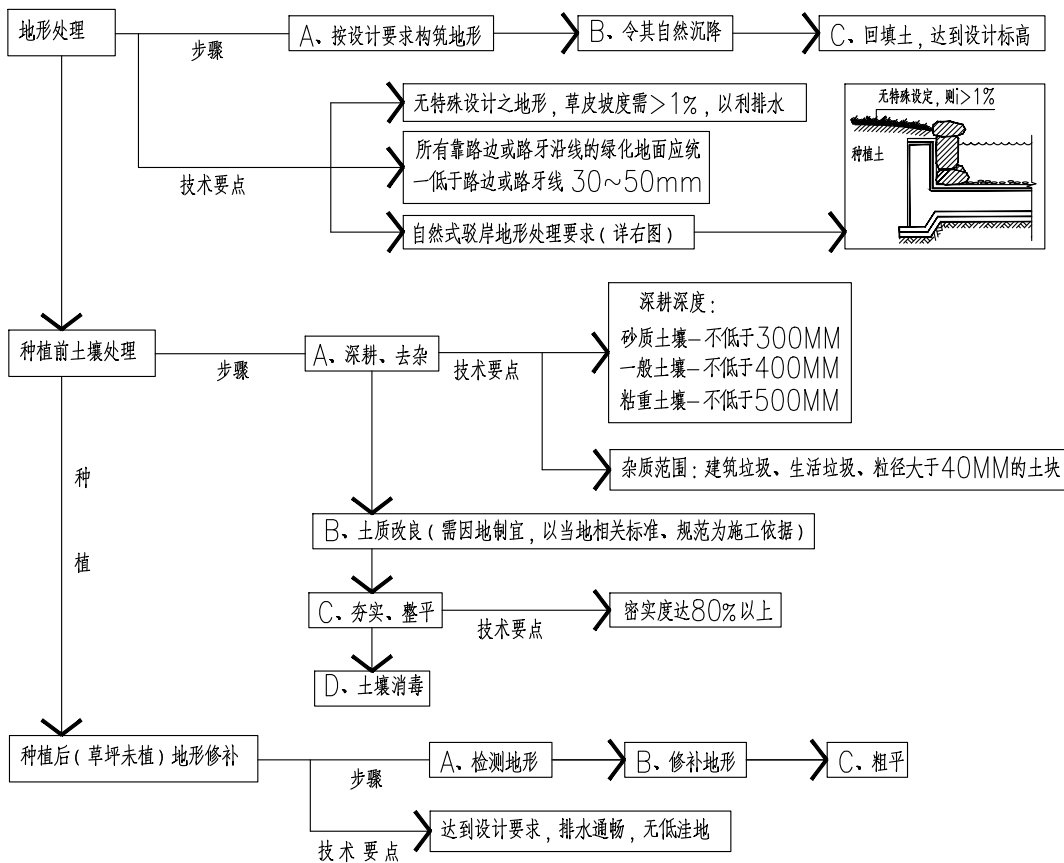 地形处理
步骤
A、按设计要求构筑地形
B、令其自然沉降
C、回填土，达到设计标高
技术要点
无特殊设计之地形，草皮坡度需>1%，以利排水
所有靠路边或路牙沿线的绿化地面应统
一低于路边或路牙线 30~50mm
自然式驳岸地形处理要求(详右图)
无特殊设定，则i>1%
种植土
种植前土壤处理
步骤
A、深耕、去杂
技术要点
深耕深度：
砂质土壤-不低于300MM
一般土壤-不低于400MM
粘重土壤-不低于500MM
杂质范围：建筑垃圾、生活垃圾、粒径大于40MM的土块
B、土质改良(需因地制宜，以当地相关标准、规范为施工依据)
C、夯实、整平
技术要点
密实度达80%以上
D、土壤消毒
种
植
种植后(草坪未植)地形修补
步骤
A、检测地形
B、修补地形
C、粗平
技术要点
达到设计要求，排水通畅，无低洼地